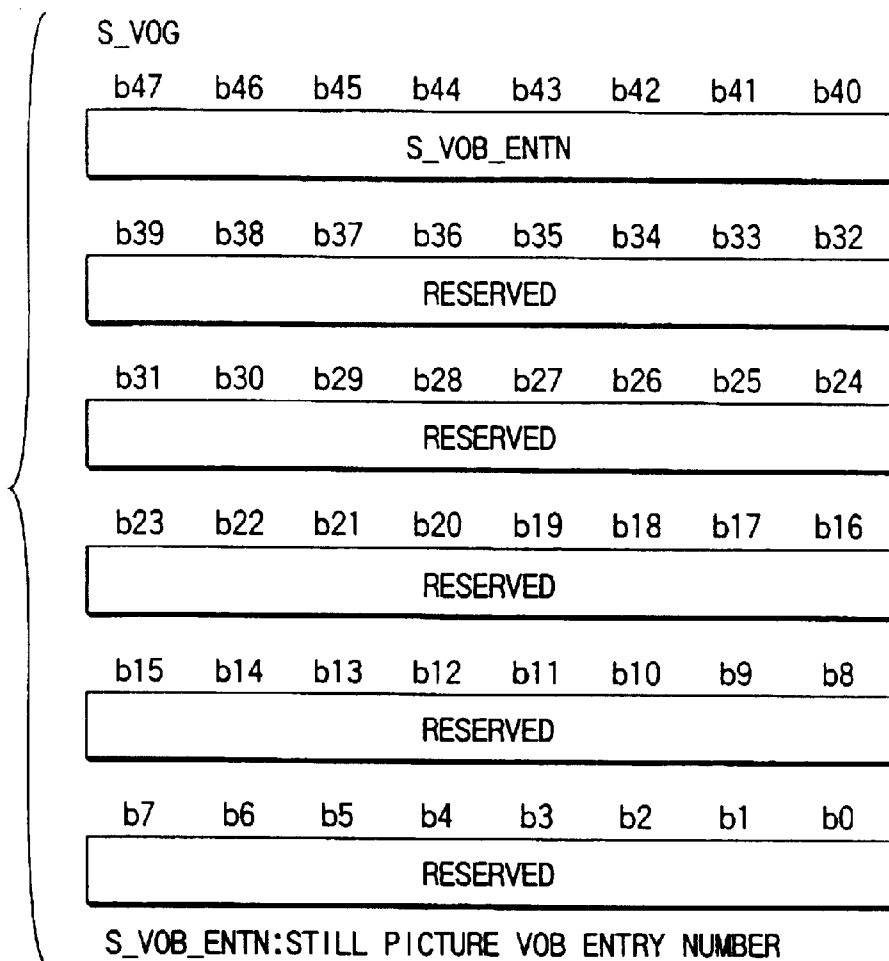 S_VOG
b47 b46 b45 b44 b43 b42 b41 b40
S_VOB_ENTN
b39 b38 b37 b36 b35 b34 b33 b32
RESERVED
b31 b30 b29 b28 b27 b26 b25 b24
RESERVED
b23 b22 b21 b20 b19 b18 b17 b16
RESERVED
b15 b14 b13 b12 b11 b10 b9 b8
RESERVED
b7 b6 b5 b4 b3 b2 b1 b0
RESERVED
S_VOB_ENTN:STILL PICTURE VOB ENTRY NUMBER